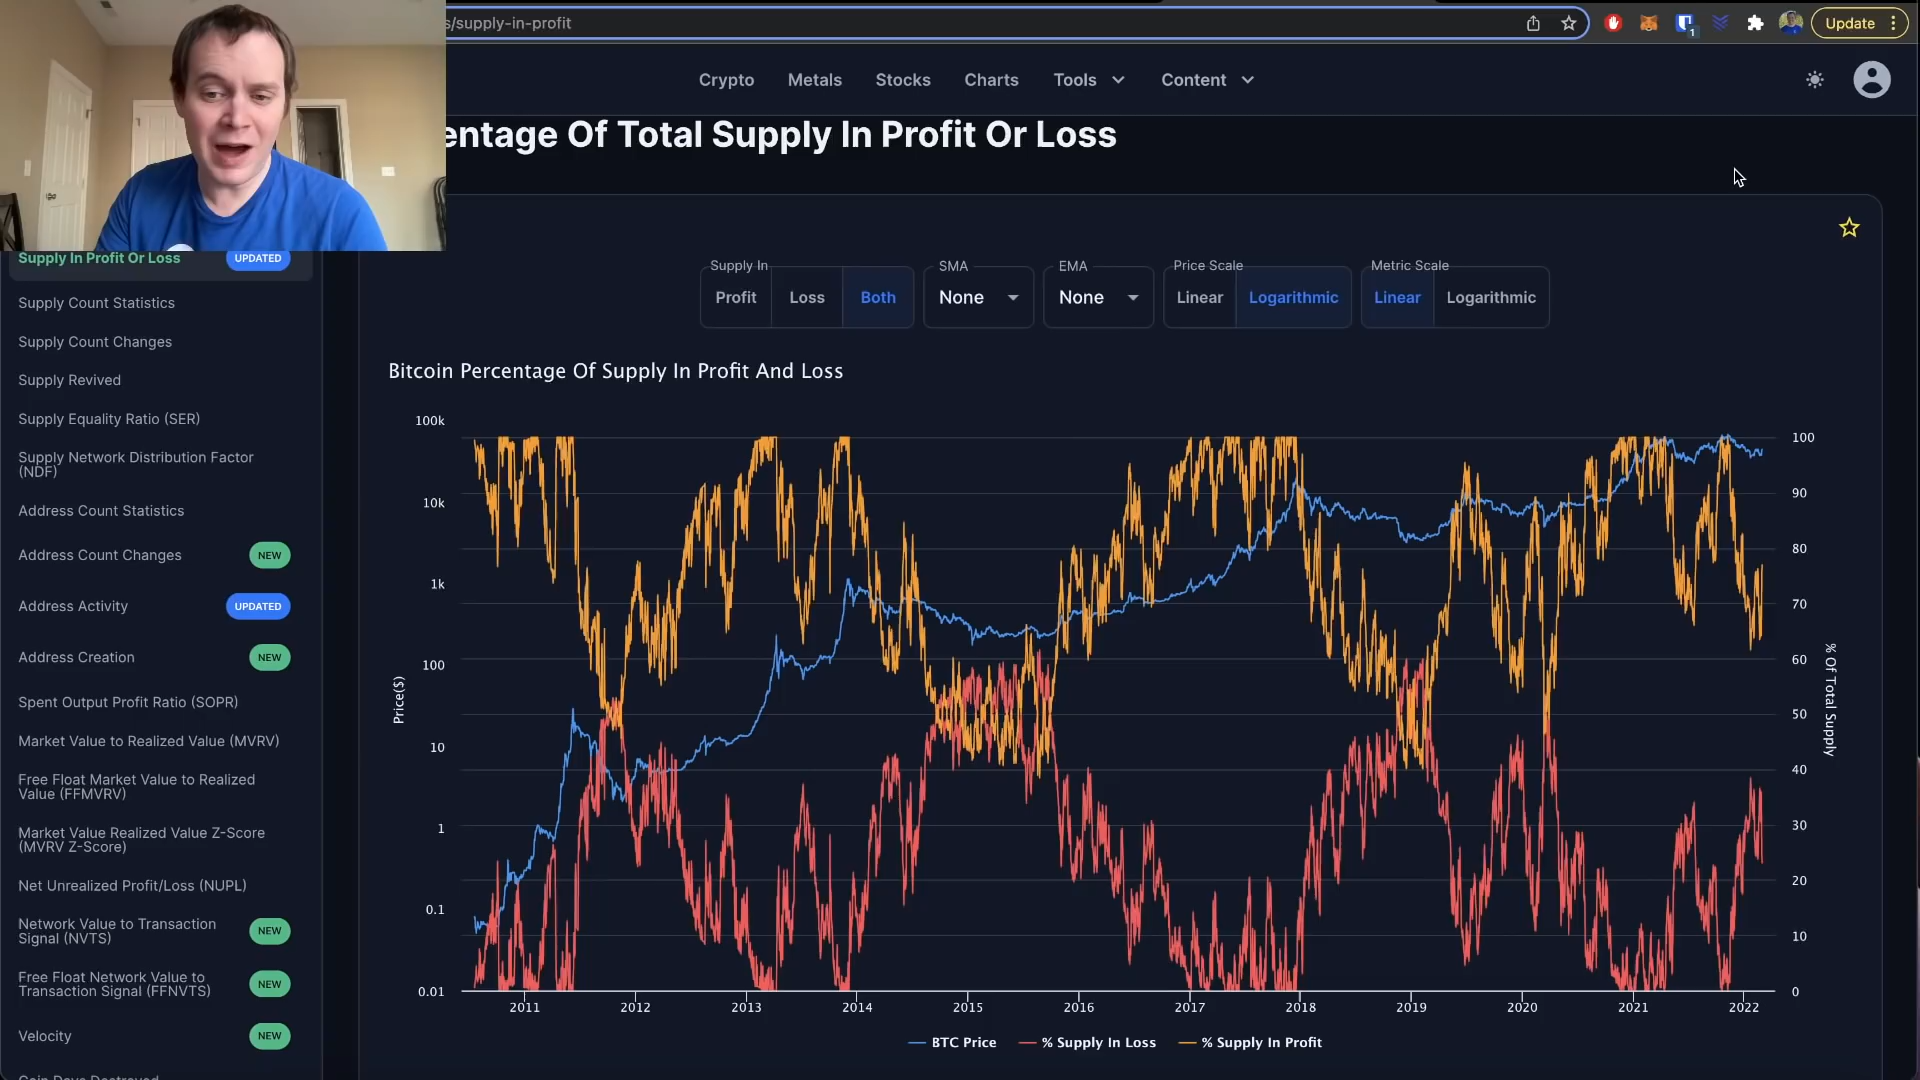 s/supply-in-profit
1
Update
Crypto
Metals
Stocks
Charts
Tools
Content
entage Of Total Supply In Profit Or Loss
Supply In Profit Or Loss
UPDATED
Supply Count Statistics
Supply Count Changes
Supply Revived
Supply Equality Ratio (SER)
Supply Network Distribution Factor
(NDF)
Address Count Statistics
Address Count Changes
NEW
Address Activity
UPDATED
Address Creation
NEW
Spent Output Profit Ratio (SOPR)
Market Value to Realized Value (MVRV)
Free Float Market Value to Realized
Value (FFMVRV)
Market Value Realized Value Z-Score
(MVRV Z-Score)
Net Unrealized Profit/Loss (NUPL)
Network Value to Transaction
Signal (NVTS)
NEW
Free Float Network Value to
Transaction Signal (FFNVTS)
NEW
Velocity
NEW
Supply In
Profit
Loss
Both
SMA
None
EMA
None
Price Scale
Linear
Logarithmic
Metric Scale
Linear
Logarithmic
Bitcoin Percentage Of Supply In Profit And Loss
100k
10k
1k
100
10
1
0.1
0.01
Price($)
100
90
80
70
60
50
40
30
20
10
0
% Of Total Supply
2011
2012
2013
2014
2015
2016
2017
2018
2019
2020
2021
2022
BTC Price
% Supply In Loss
% Supply In Profit